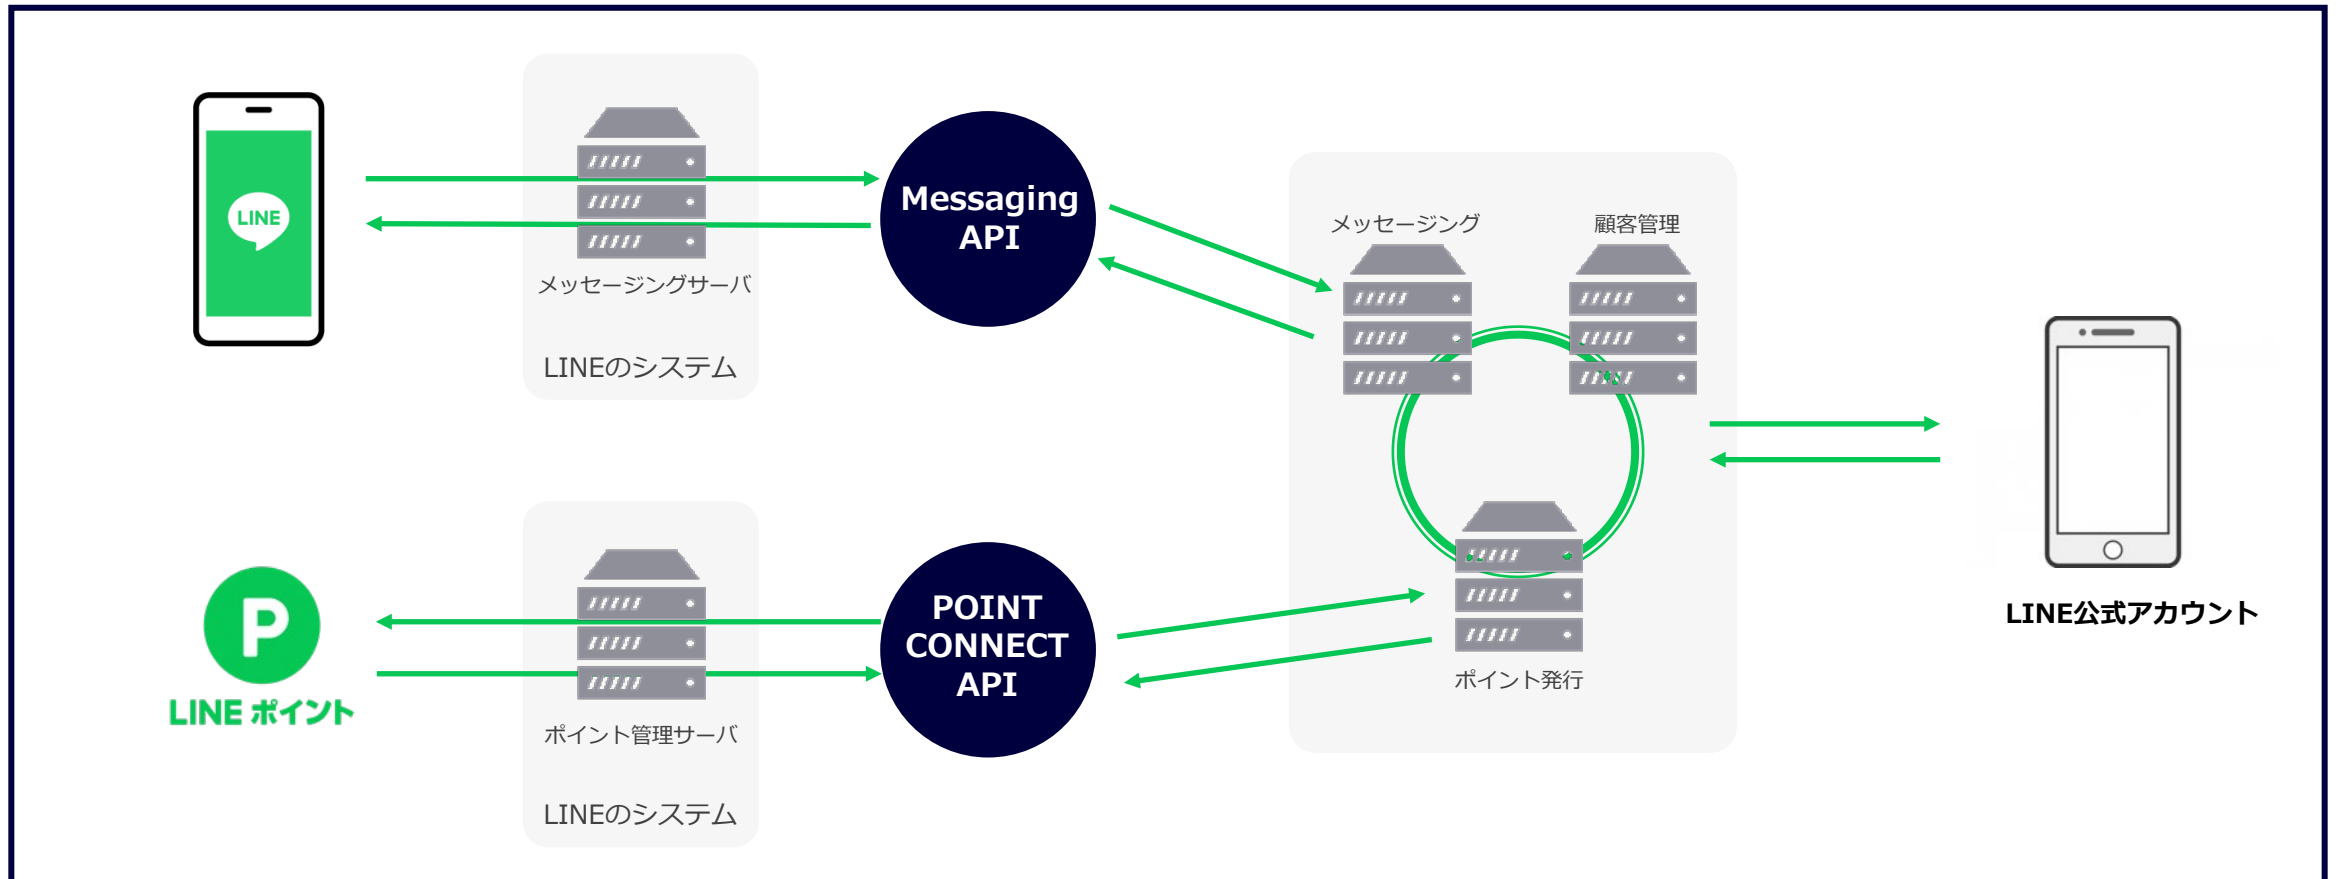 LINE
メッセージングサーバ
LINEのシステム
Messaging
API
メッセージング
顧客管理
LINE ポイント
ポイント管理サーバ
LINEのシステム
POINT
CONNECT
API
ポイント発行
LINE公式アカウント